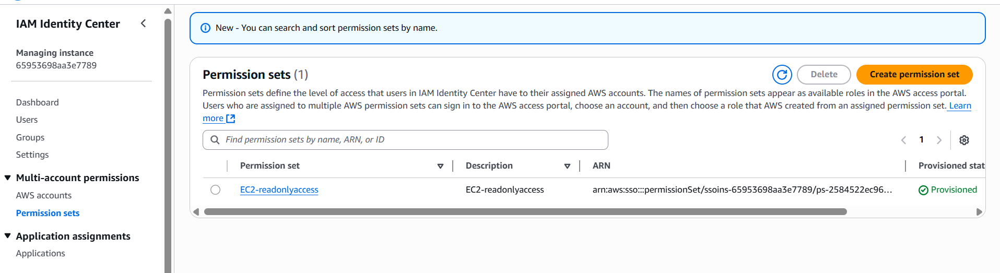 IAM Identity Center
Managing instance
65953698aa3e7789
Dashboard
Users
Groups
Settings
Multi-account permissions
AWS accounts
Permission sets
Application assignments
Applications
New - You can search and sort permission sets by name.
Permission sets (1)
Delete
Create permission set
Permission sets define the level of access that users in IAM Identity Center have to their assigned AWS accounts. The names of permission sets appear as available roles in the AWS access portal.
Users who are assigned to multiple AWS permission sets can sign in to the AWS access portal, choose an account, and then choose a role that AWS created from an assigned permission set. Learn
more
Find permission sets by name, ARN, or ID
1
Permission set
Description
ARN
Provisioned stat
EC2-readonlyaccess
EC2-readonlyaccess
arn:aws:sso:::permissionSet/ssoins-65953698aa3e7789/ps-2584522ec96...
Provisioned